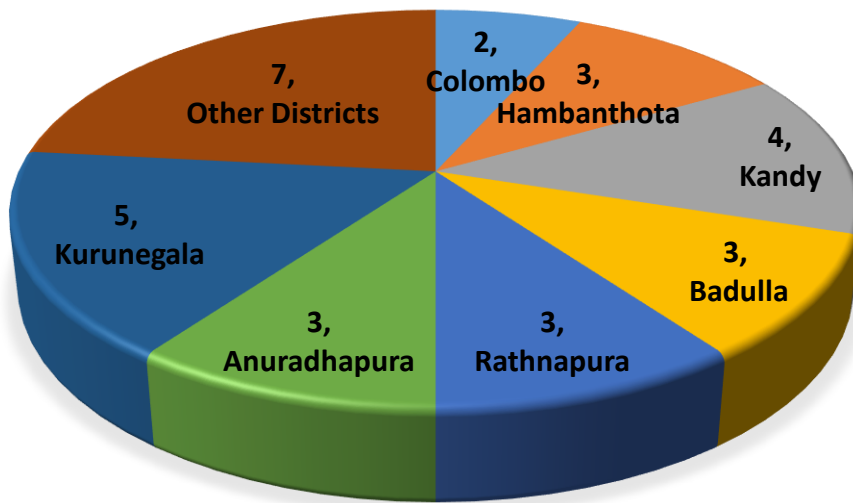 2,
Colombo
3,
Hambanthota
4,
Kandy
3,
Badulla
3,
Rathnapura
3,
Anuradhapura
5,
Kurunegala
7,
Other Districts